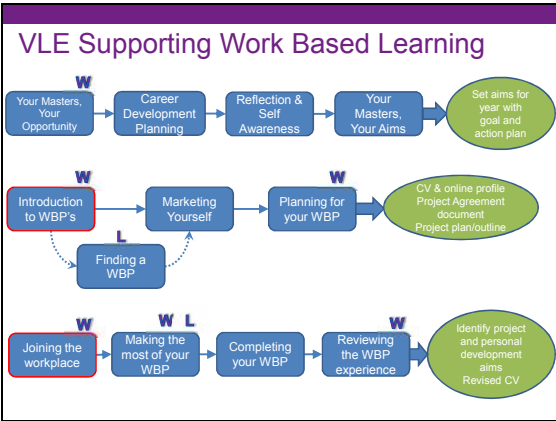 VLE Supporting Work Based Learning
W
Your Masters,
Your
Opportunity
Career
Development
Planning
Reflection &
Self
Awareness
Your
Masters,
Your Aims
Set aims for
year with
goal and
action plan
W
Introduction
to WBP's
Marketing
Yourself
W
Planning for
your WBP
CV & online profile
Project Agreement
document
Project plan/outline
L
Finding a
WBP
W
Joining the
workplace
W L
Making the
most of your
WBP
Completing
your WBP
W
Reviewing
the WBP
experience
Identify project
and personal
development
aims
Revised CV